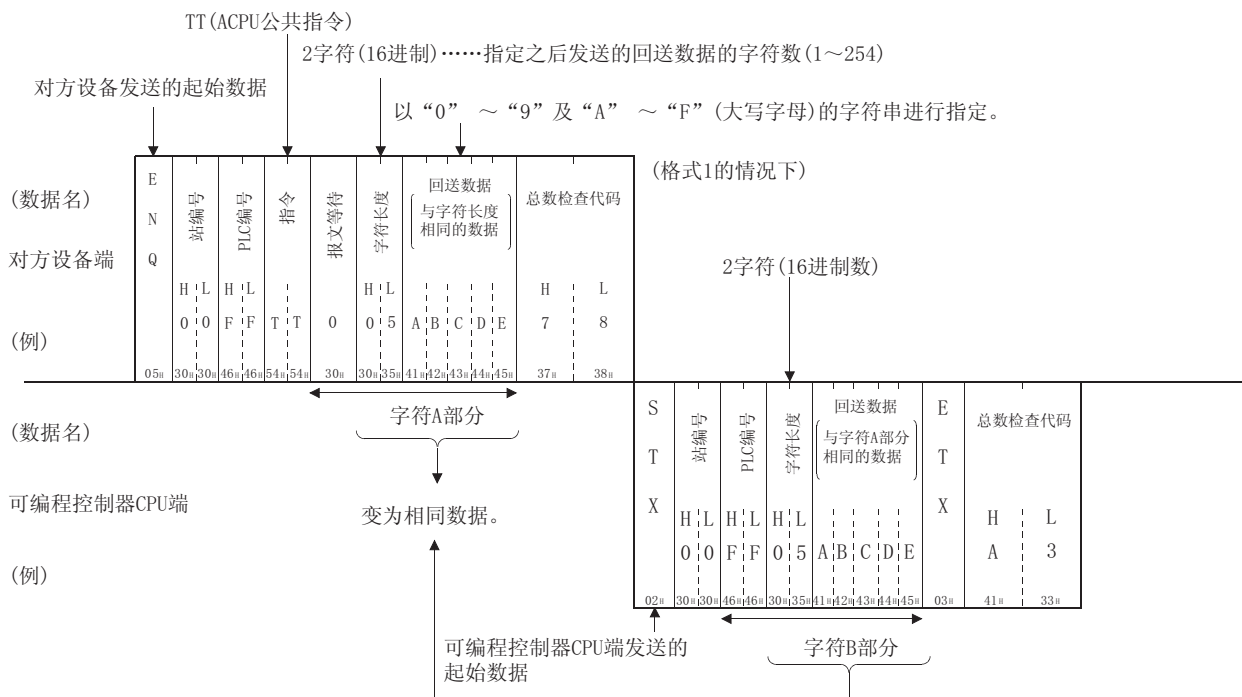 TT(ACPU公共指令)
2字符(16进制)……指定之后发送的回送数据的字符数(1～254)
对方设备发送的起始数据
以“0” ～“9”及“A” ～“F”(大写字母)的字符串进行指定。
(格式1的情况下)
(数据名)
对方设备端
(例)
E
N
Q
站编号
PLC编号
指令
报文等待
字符长度
回送数据
与字符长度
相同的数据
总数检查代码
H L H L H L H L
0 0 F F T T 0 0 5 A B C D E 7 8
05H 30H 30H 46H 46H 54H 54H 30H 30H 35H 41H 42H 43H 44H 45H 37H 38H
2字符(16进制数)
字符A部分
变为相同数据。
(数据名)
可编程控制器CPU端
(例)
S
T
X
站编号
PLC编号
字符长度
回送数据
与字符A部分
相同的数据
E
T
X
总数检查代码
H L H L H L H L
0 0 F F 0 5 A B C D E A 3
02H 30H 30H 46H 46H 30H 35H 41H 42H 43H 44H 45H 03H 41H 33H
可编程控制器CPU端发送的
起始数据
字符B部分